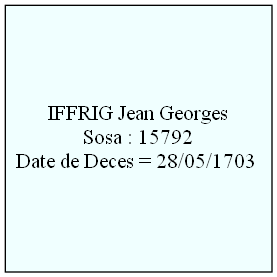 IFFRIG Jean Georges
Sosa : 15792
Date de Deces = 28/05/1703